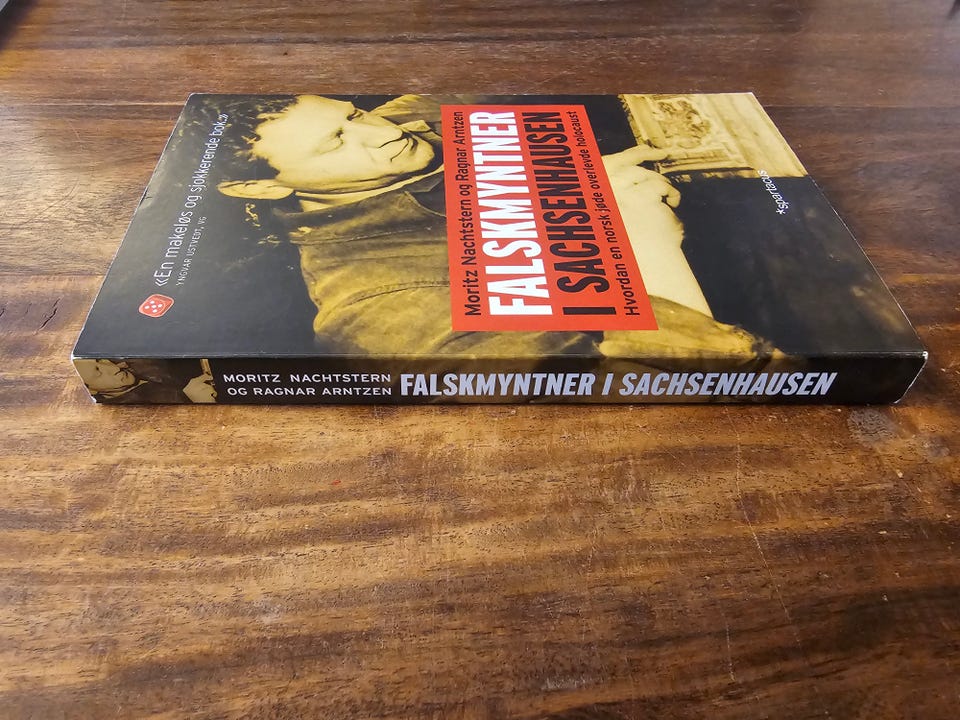 «En makeløs og sjokkerende bok.»
YNGVAR USTVEDT, VG
Moritz Nachtstern og Ragnar Arntzen
FALSKMYNTNER
I SACHSENHAUSEN
Hvordan en norsk jøde overlevde holocaust
*spartacus
MORITZ NACHTSTERN
OG RAGNAR ARNTZEN
FALSKMYNTNER I SACHSENHAUSEN